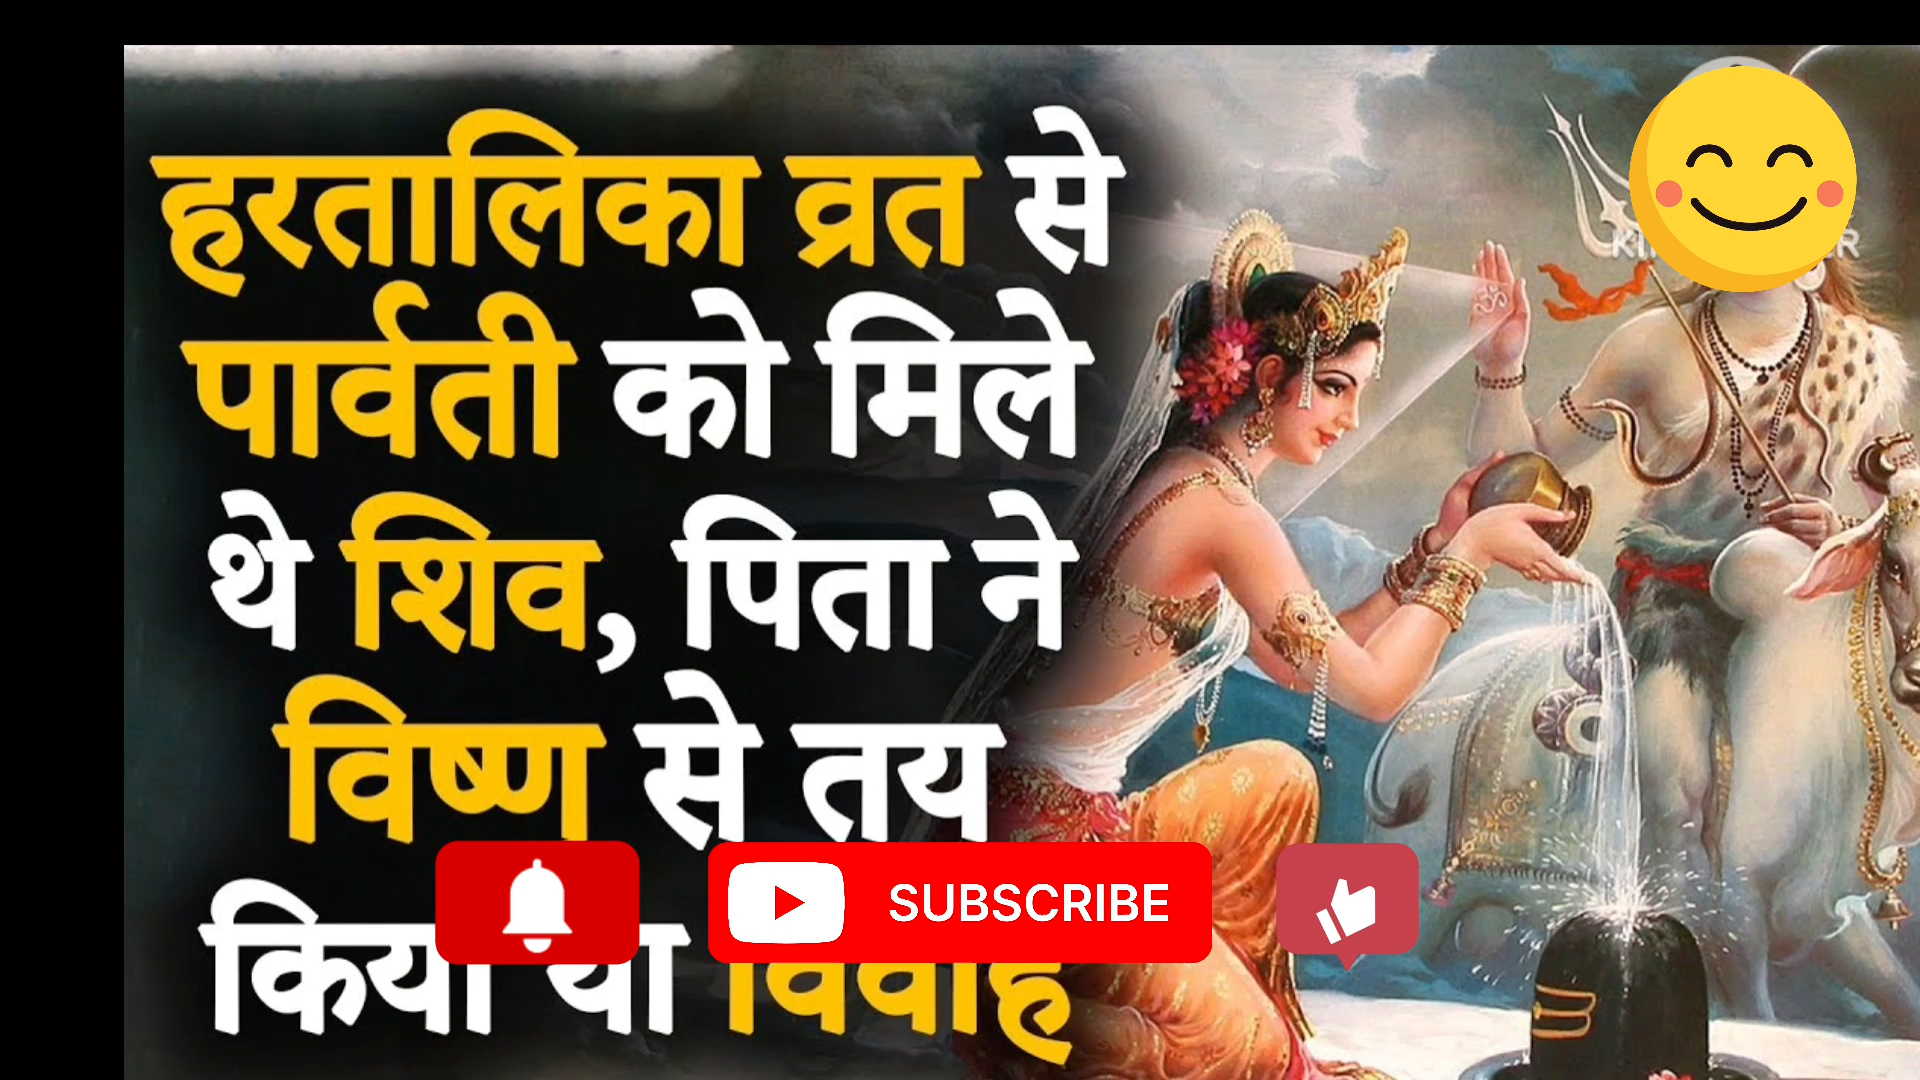 हरतालिका व्रत से
पार्वती को मिले
थे शिव, पिता ने
विष्ण से तय
किया था विवाह
SUBSCRIBE